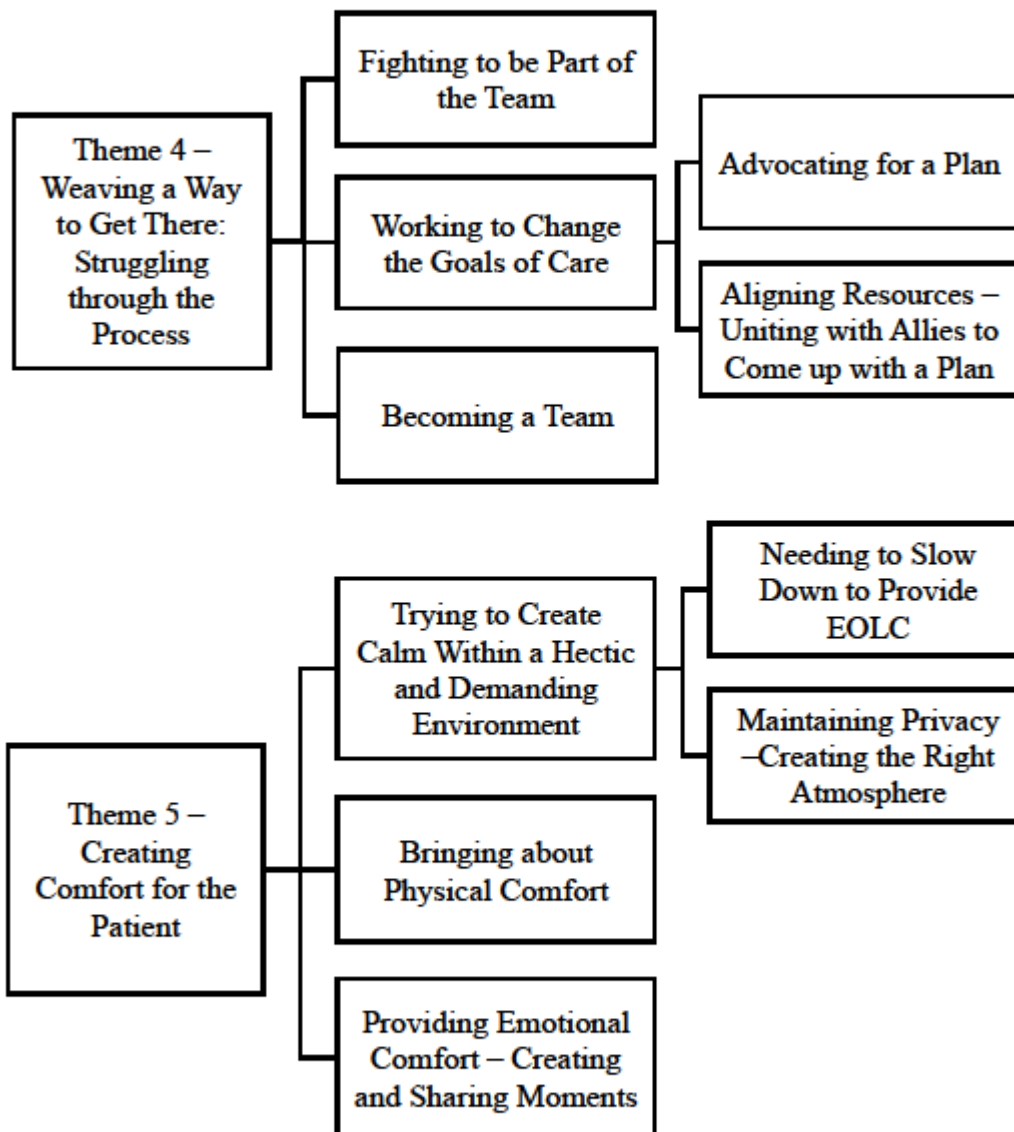 Fighting to be Part of
the Team
Theme 4 –
Weaving a Way
to Get There:
Struggling
through the
Process
Working to Change
the Goals of Care
Advocating for a Plan
Aligning Resources –
Uniting with Allies to
Come up with a Plan
Becoming a Team
Theme 5 –
Creating
Comfort for the
Patient
Trying to Create
Calm Within a Hectic
and Demanding
Environment
Needing to Slow
Down to Provide
EOLC
Maintaining Privacy
–Creating the Right
Atmosphere
Bringing about
Physical Comfort
Providing Emotional
Comfort – Creating
and Sharing Moments